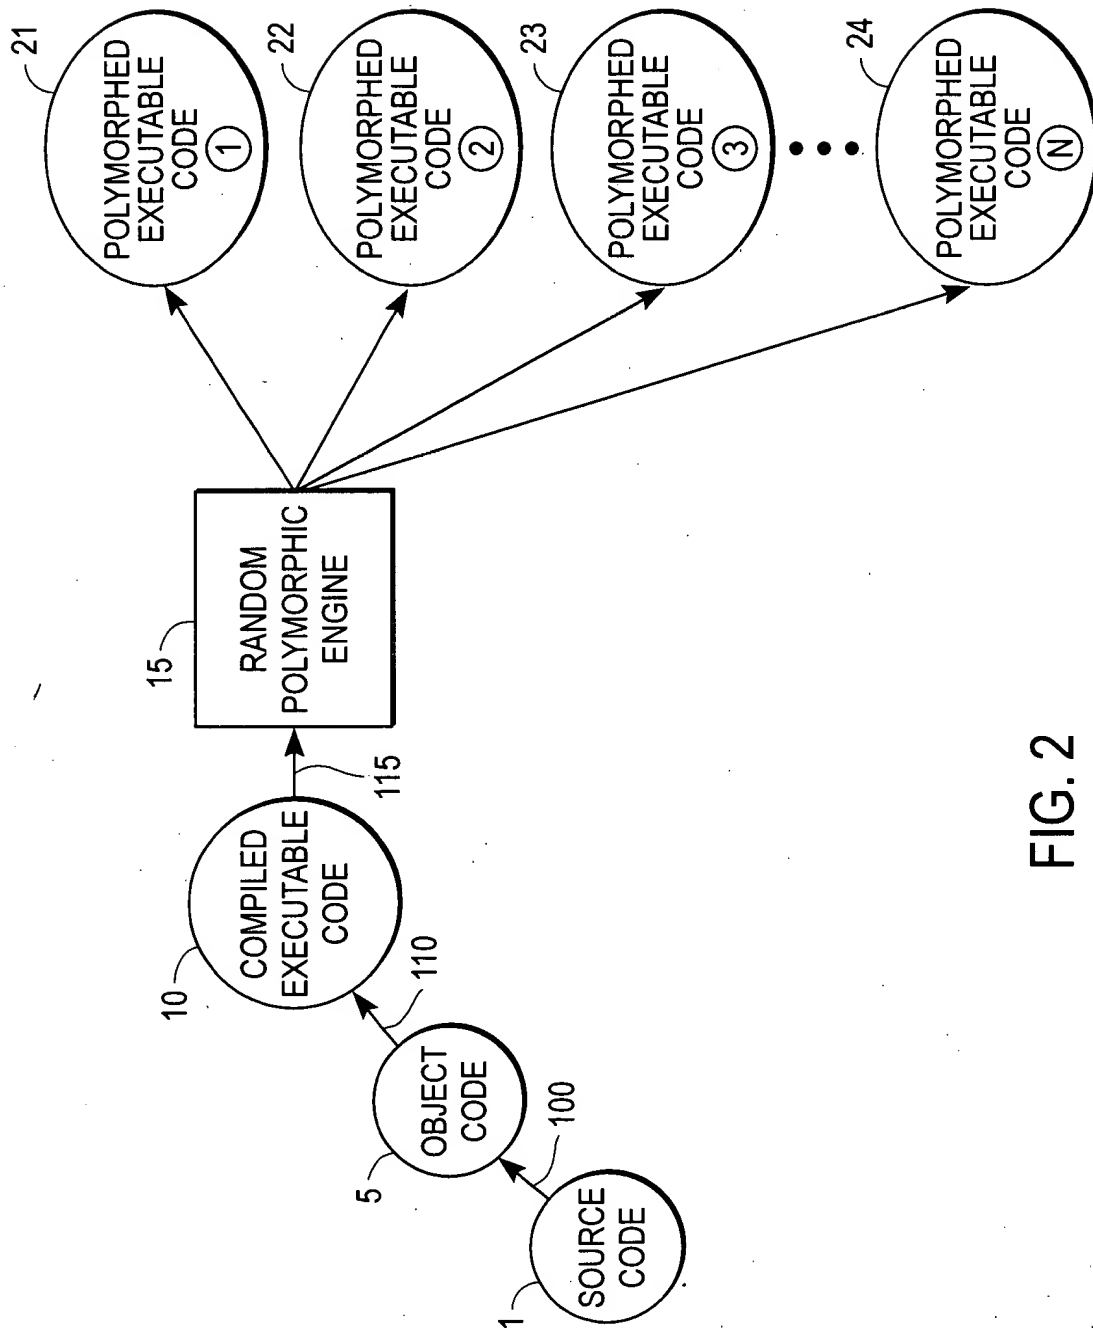 1
SOURCE
CODE
100
5
OBJECT
CODE
110
10
COMPILED
EXECUTABLE
CODE
115
15
RANDOM
POLYMORPHIC
ENGINE
21
POLYMORPHED
EXECUTABLE
CODE
1
22
POLYMORPHED
EXECUTABLE
CODE
2
23
POLYMORPHED
EXECUTABLE
CODE
3
24
POLYMORPHED
EXECUTABLE
CODE
N
FIG. 2